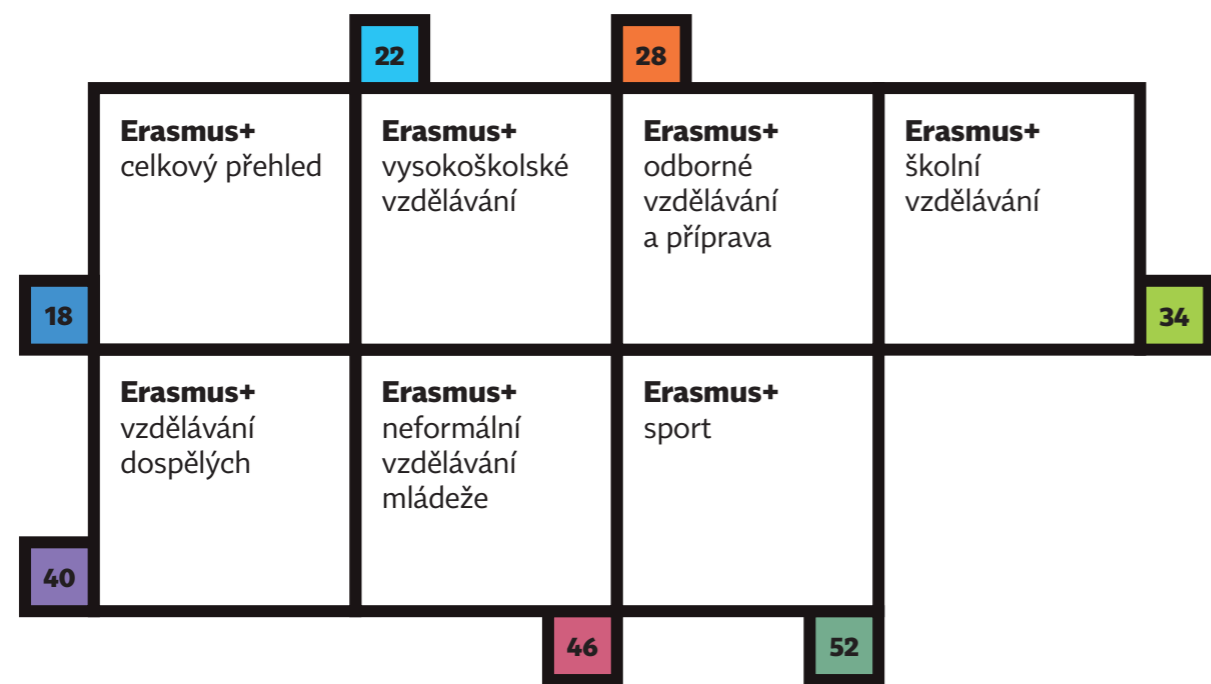 22
28
Erasmus+
celkový přehled
Erasmus+
vysokoškolské
vzdělávání
Erasmus+
odborné
vzdělávání
a příprava
Erasmus+
školní
vzdělávání
18
34
Erasmus+
vzdělávání
dospělých
Erasmus+
neformální
vzdělávání
mládeže
Erasmus+
sport
40
46
52